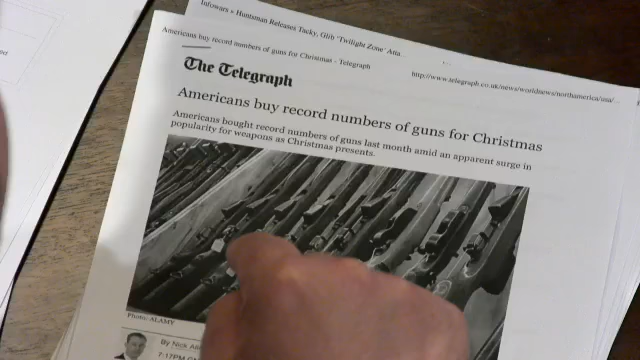 Infowars » Huntsman Releases Tacky, Glib 'Twilight Zone' Atta...
Americans buy record numbers of guns for Christmas - Telegraph
http://www.telegraph.co.uk/news/worldnews/northamerica/usa/...
The Telegraph
Americans buy record numbers of guns for Christmas
Americans bought record numbers of guns last month amid an apparent surge in
popularity for weapons as Christmas presents.
Photo: ALAMY
By Nick
7:17PM